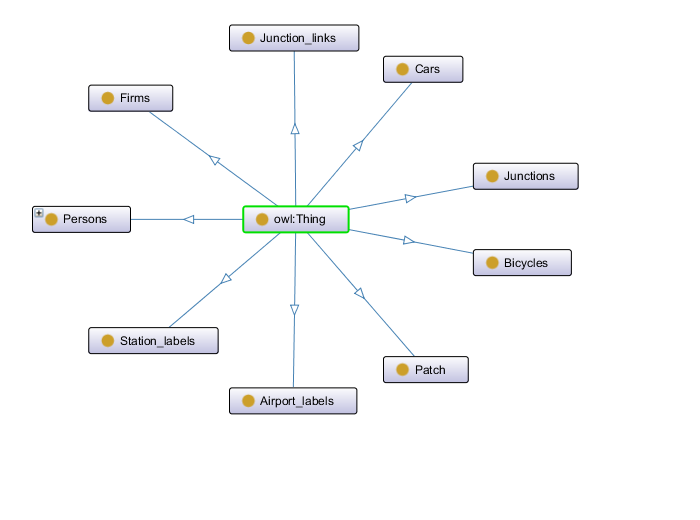 Junction_links
Cars
Firms
Junctions
Persons
owl:Thing
Bicycles
Station_labels
Patch
Airport_labels